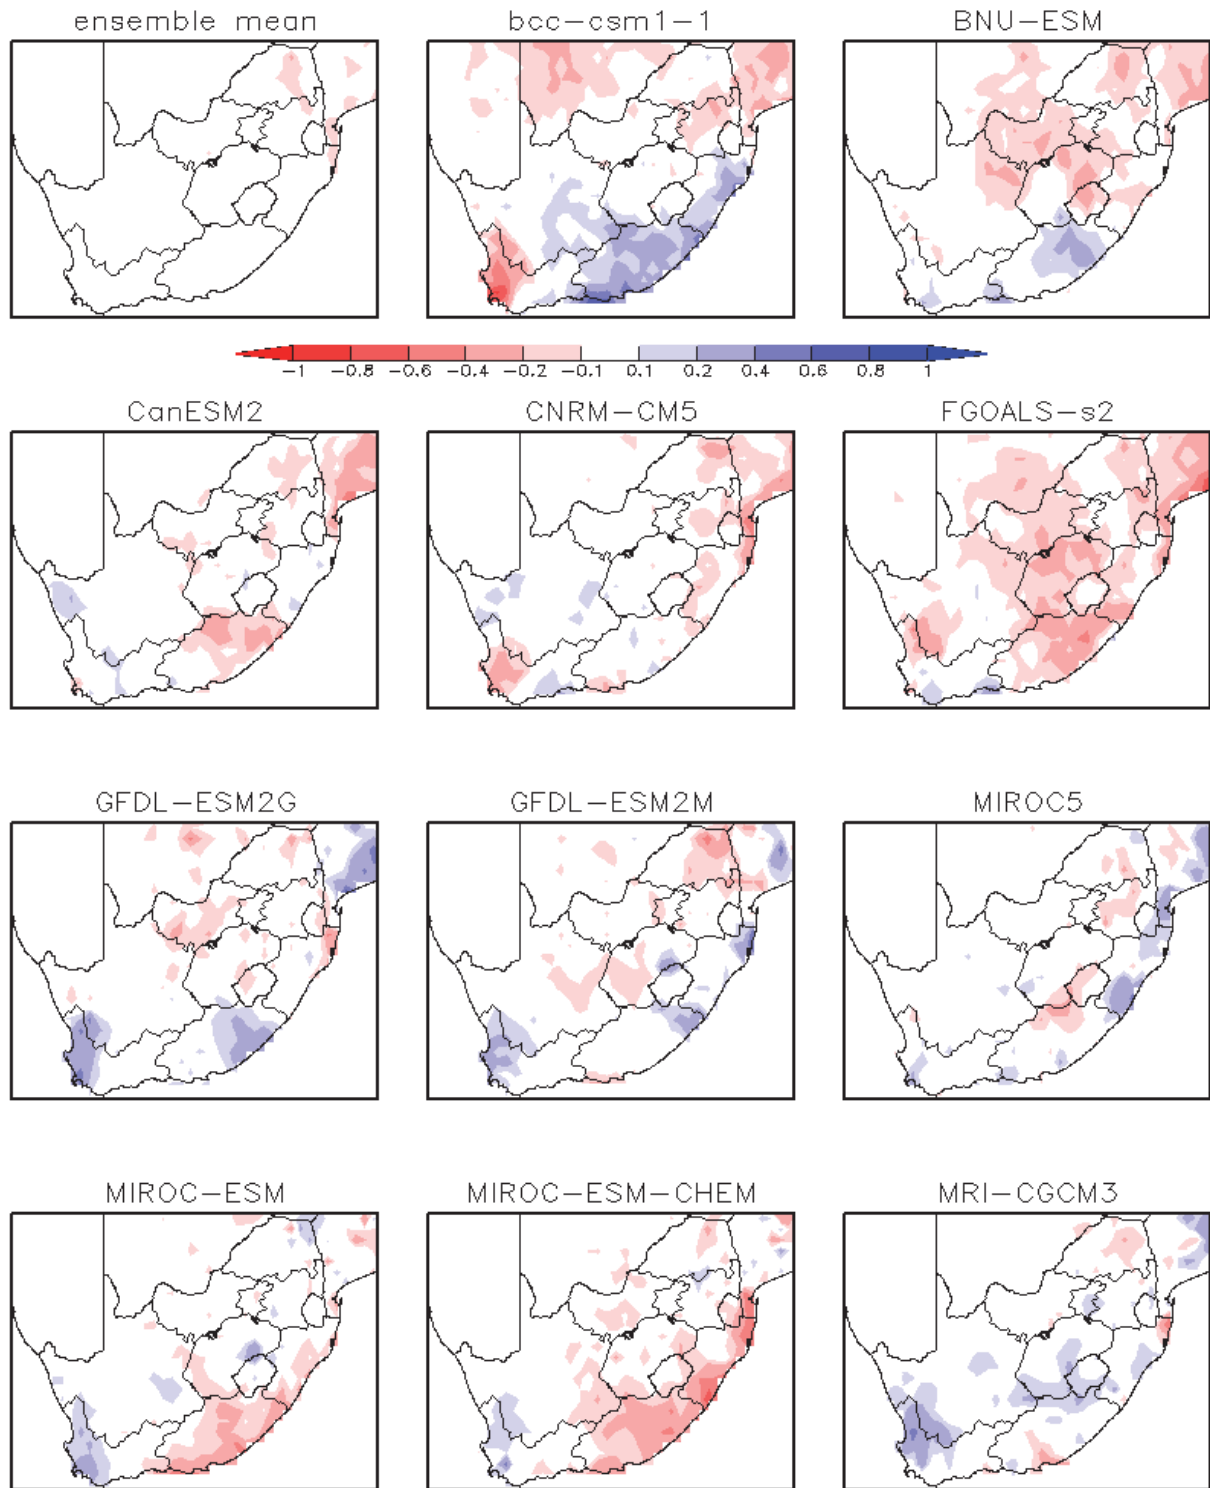 ensemble mean bcc-csm1-1 BNU-ESM
-1 -0.8 -0.6 -0.4 -0.2 -0.1 0.1 0.2 0.4 0.6 0.8 1
CanESM2 CNRM-CM5 FGOALS-s2
GFDL-ESM2G GFDL-ESM2M MIROC5
MIROC-ESM MIROC-ESM-CHEM MRI-CGCM3